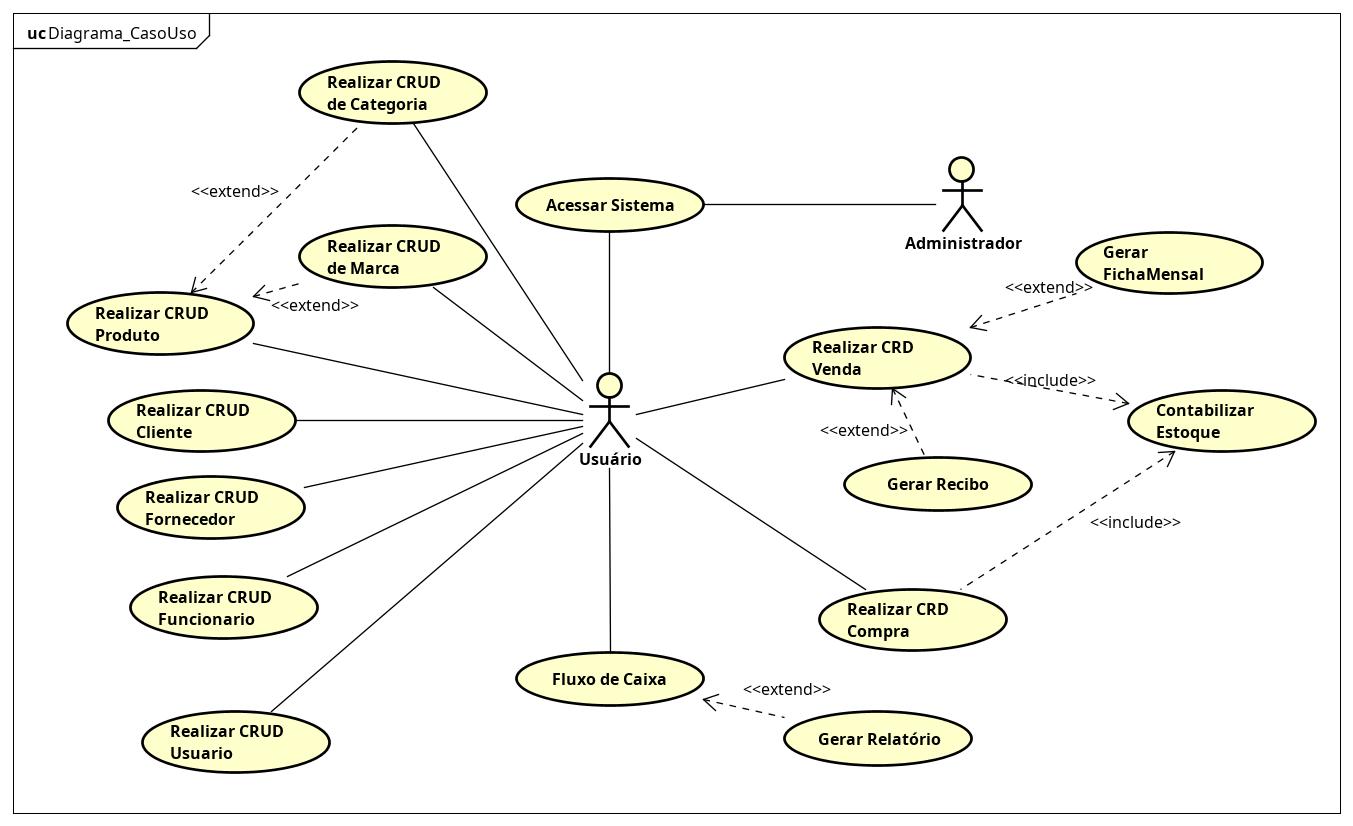 uc Diagrama_CasoUso
Realizar CRUD
de Categoria
<<extend>>
Acessar Sistema
Administrador
Realizar CRUD
de Marca
Gerar
FichaMensal
<<extend>>
<<extend>>
Realizar CRUD
Produto
Realizar CRD
Venda
<<include>>
Realizar CRUD
Cliente
Contabilizar
Estoque
<<extend>>
Usuário
Gerar Recibo
Realizar CRUD
Fornecedor
<<include>>
Realizar CRUD
Funcionario
Realizar CRD
Compra
Fluxo de Caixa
<<extend>>
Realizar CRUD
Usuario
Gerar Relatório